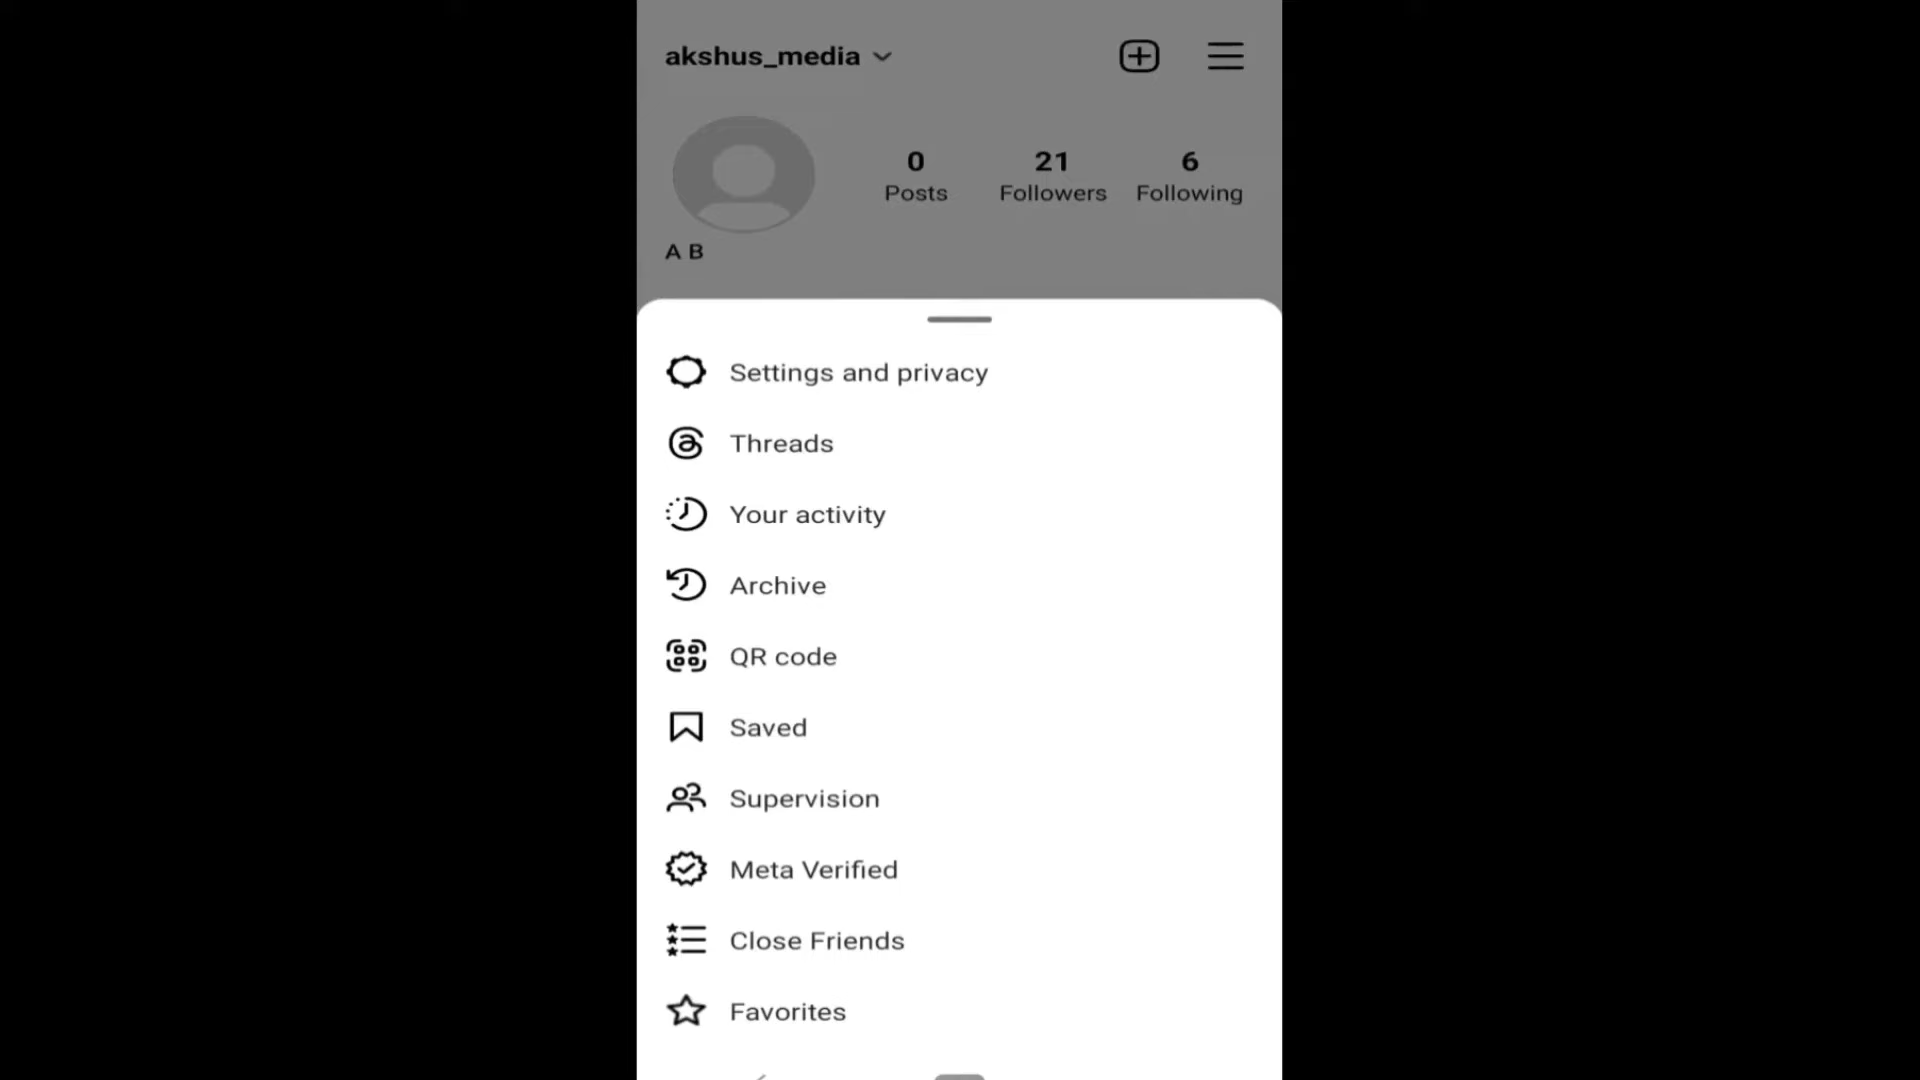 akshus_media
0 21 6
Posts Followers Following
A B
Settings and privacy
Threads
Your activity
Archive
QR code
Saved
Supervision
Meta Verified
Close Friends
Favorites